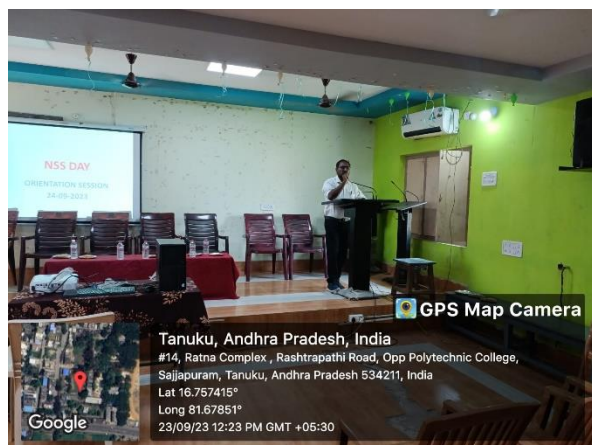 NSS DAY
ORIENTATION SESSION
24-09-2023
GPS Map Camera
Tanuku, Andhra Pradesh, India
#14, Ratna Complex , Rashtrapathi Road, Opp Polytechnic College,
Sajjapuram, Tanuku, Andhra Pradesh 534211, India
Lat 16.757415°
Long 81.67851°
23/09/23 12:23 PM GMT +05:30
Google